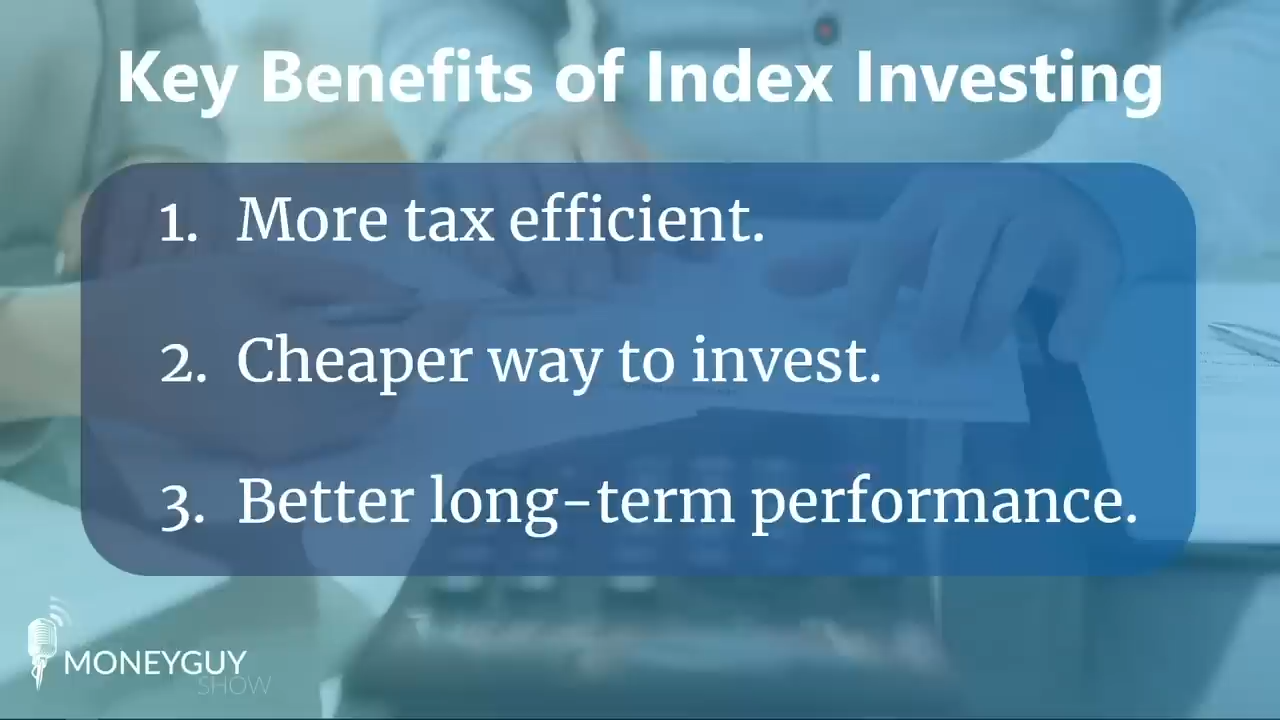 Key Benefits of Index Investing
1. More tax efficient.
2. Cheaper way to invest.
3. Better long-term performance.
MONEYGUY
SHOW